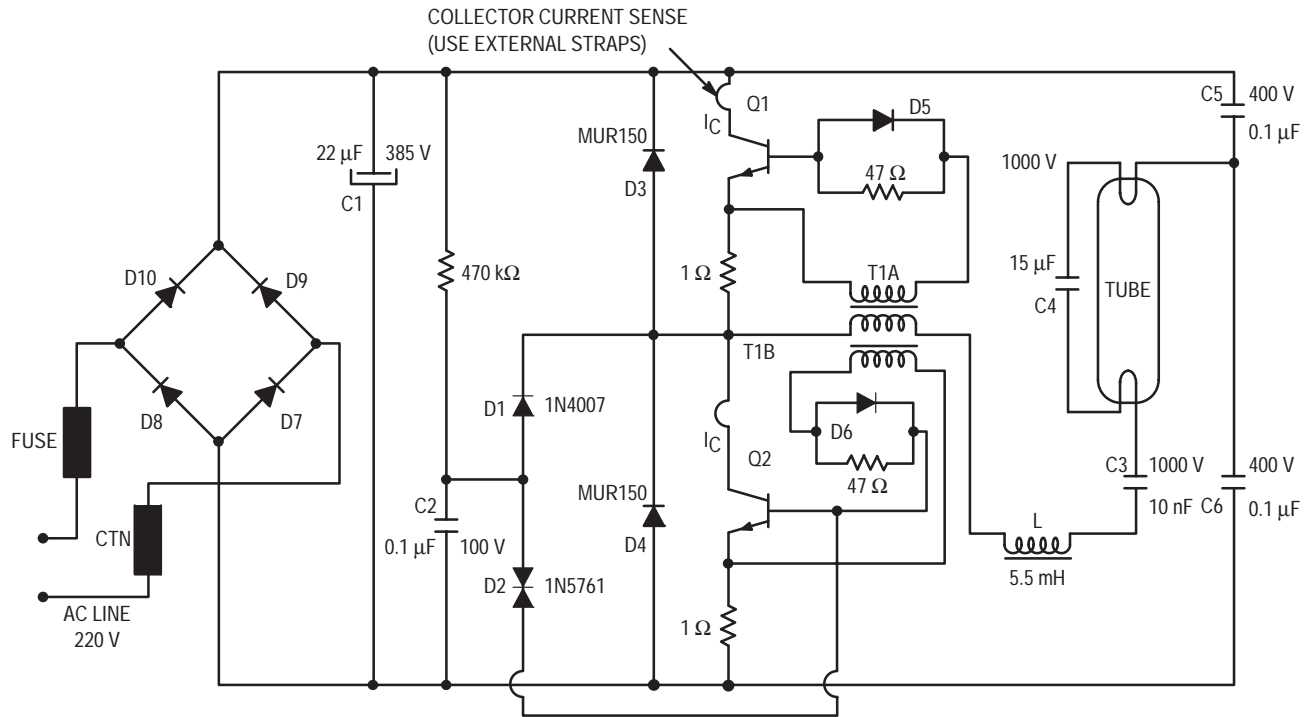 COLLECTOR CURRENT SENSE
(USE EXTERNAL STRAPS)
Q1
I_C
D5
47 Ω
C5
400 V
0.1 µF
22 µF
385 V
C1
MUR150
D3
1000 V
D10
D9
470 kΩ
1 Ω
T1A
15 µF
C4
TUBE
T1B
D8
D7
D1
1N4007
D6
I_C
FUSE
Q2
47 Ω
C3
1000 V
10 nF
C6
400 V
0.1 µF
MUR150
D4
C2
0.1 µF
100 V
CTN
L
5.5 mH
D2
1N5761
AC LINE
220 V
1 Ω